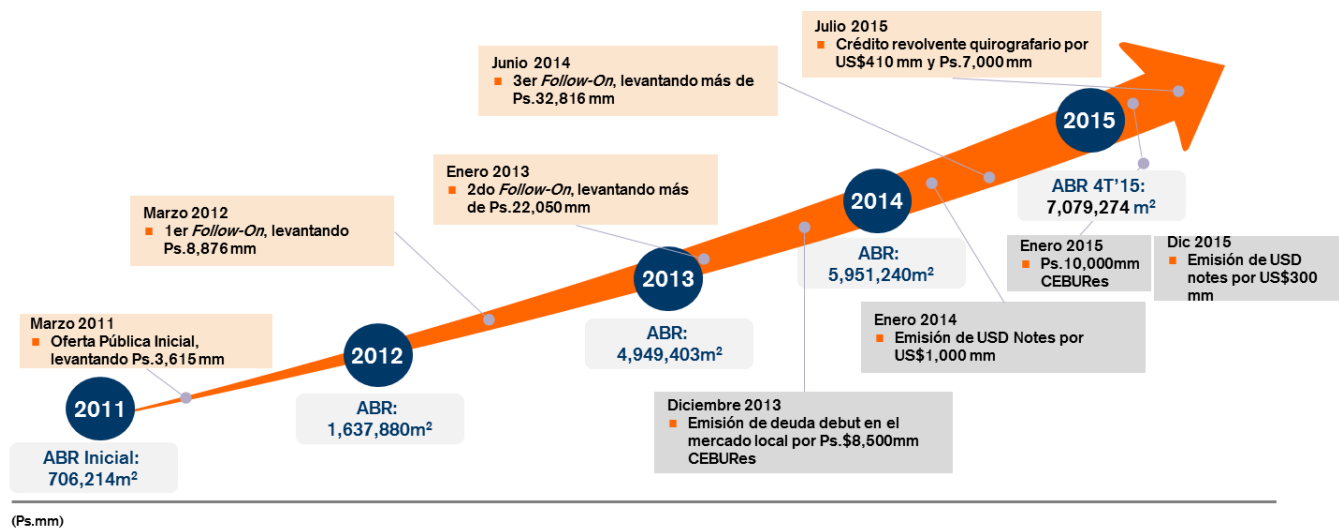 Julio 2015
■ Crédito revolvente quirografario por
US$410 mm y Ps.7,000 mm
Junio 2014
■ 3er Follow-On, levantando más de
Ps.32,816 mm
2015
Enero 2013
■ 2do Follow-On, levantando más
de Ps.22,050 mm
2014
ABR 4T'15:
7,079,274 m²
Marzo 2012
■ 1er Follow-On, levantando
Ps.8,876 mm
ABR:
5,951,240m²
Enero 2015
■ Ps.10,000mm
CEBURes
Dic 2015
■ Emisión de USD
notes por US$300
mm
2013
Marzo 2011
■ Oferta Pública Inicial,
levantando Ps.3,615 mm
ABR:
4,949,403m²
Enero 2014
■ Emisión de USD Notes por
US$1,000 mm
2012
2011
ABR:
1,637,880m²
Diciembre 2013
■ Emisión de deuda debut en el
mercado local por Ps.$8,500mm
CEBURes
ABR Inicial:
706,214m²
(Ps.mm)